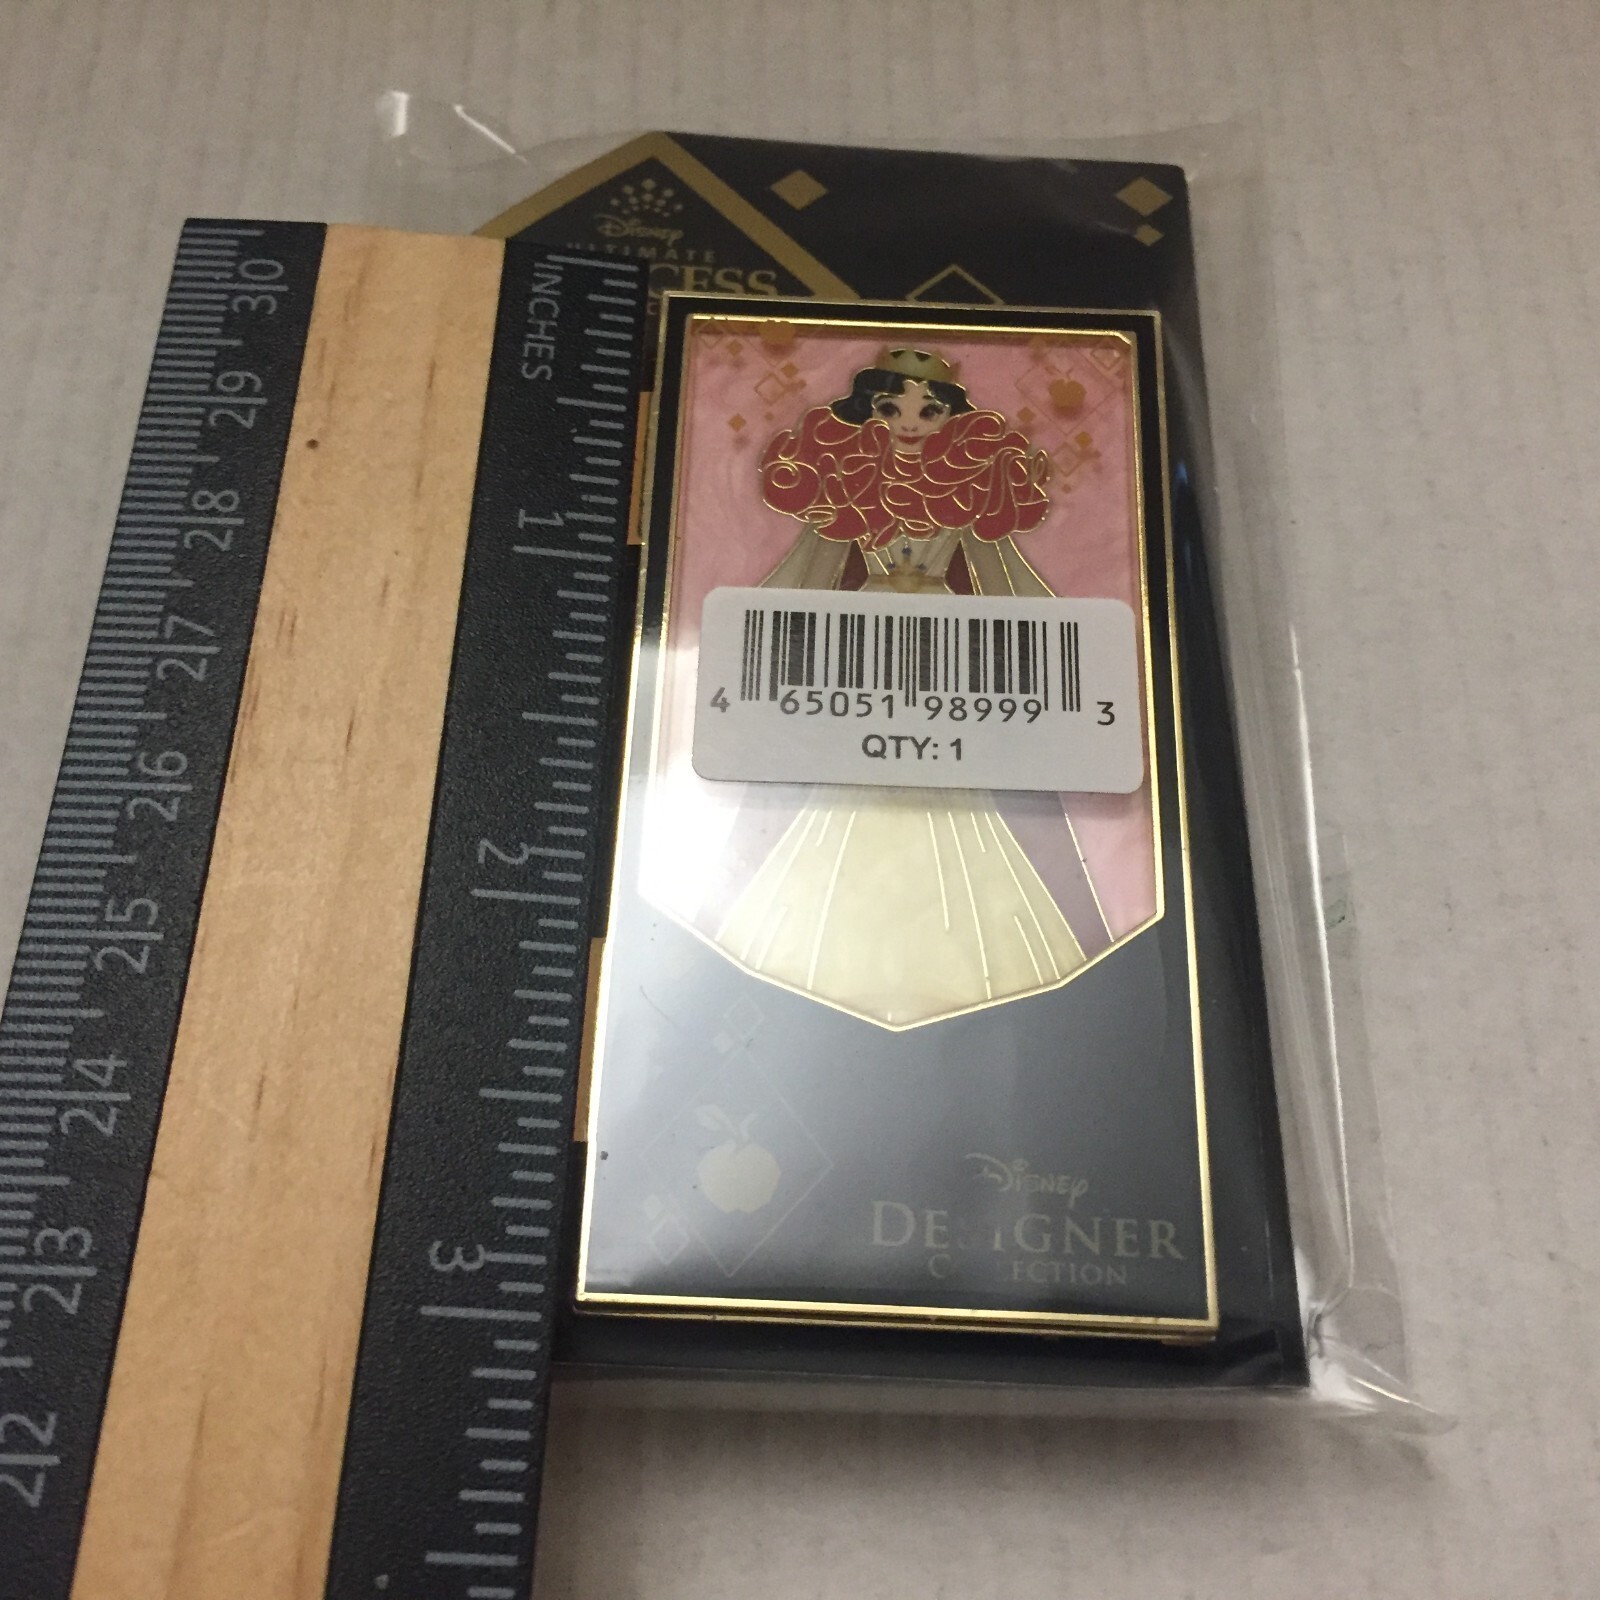 Disney
ULTIMATE
30
29
28
27
26
25
24
23
22
INCHES
1
2
3
4 65051 98999 3
QTY: 1
Disney
DESIGNER
COLLECTION